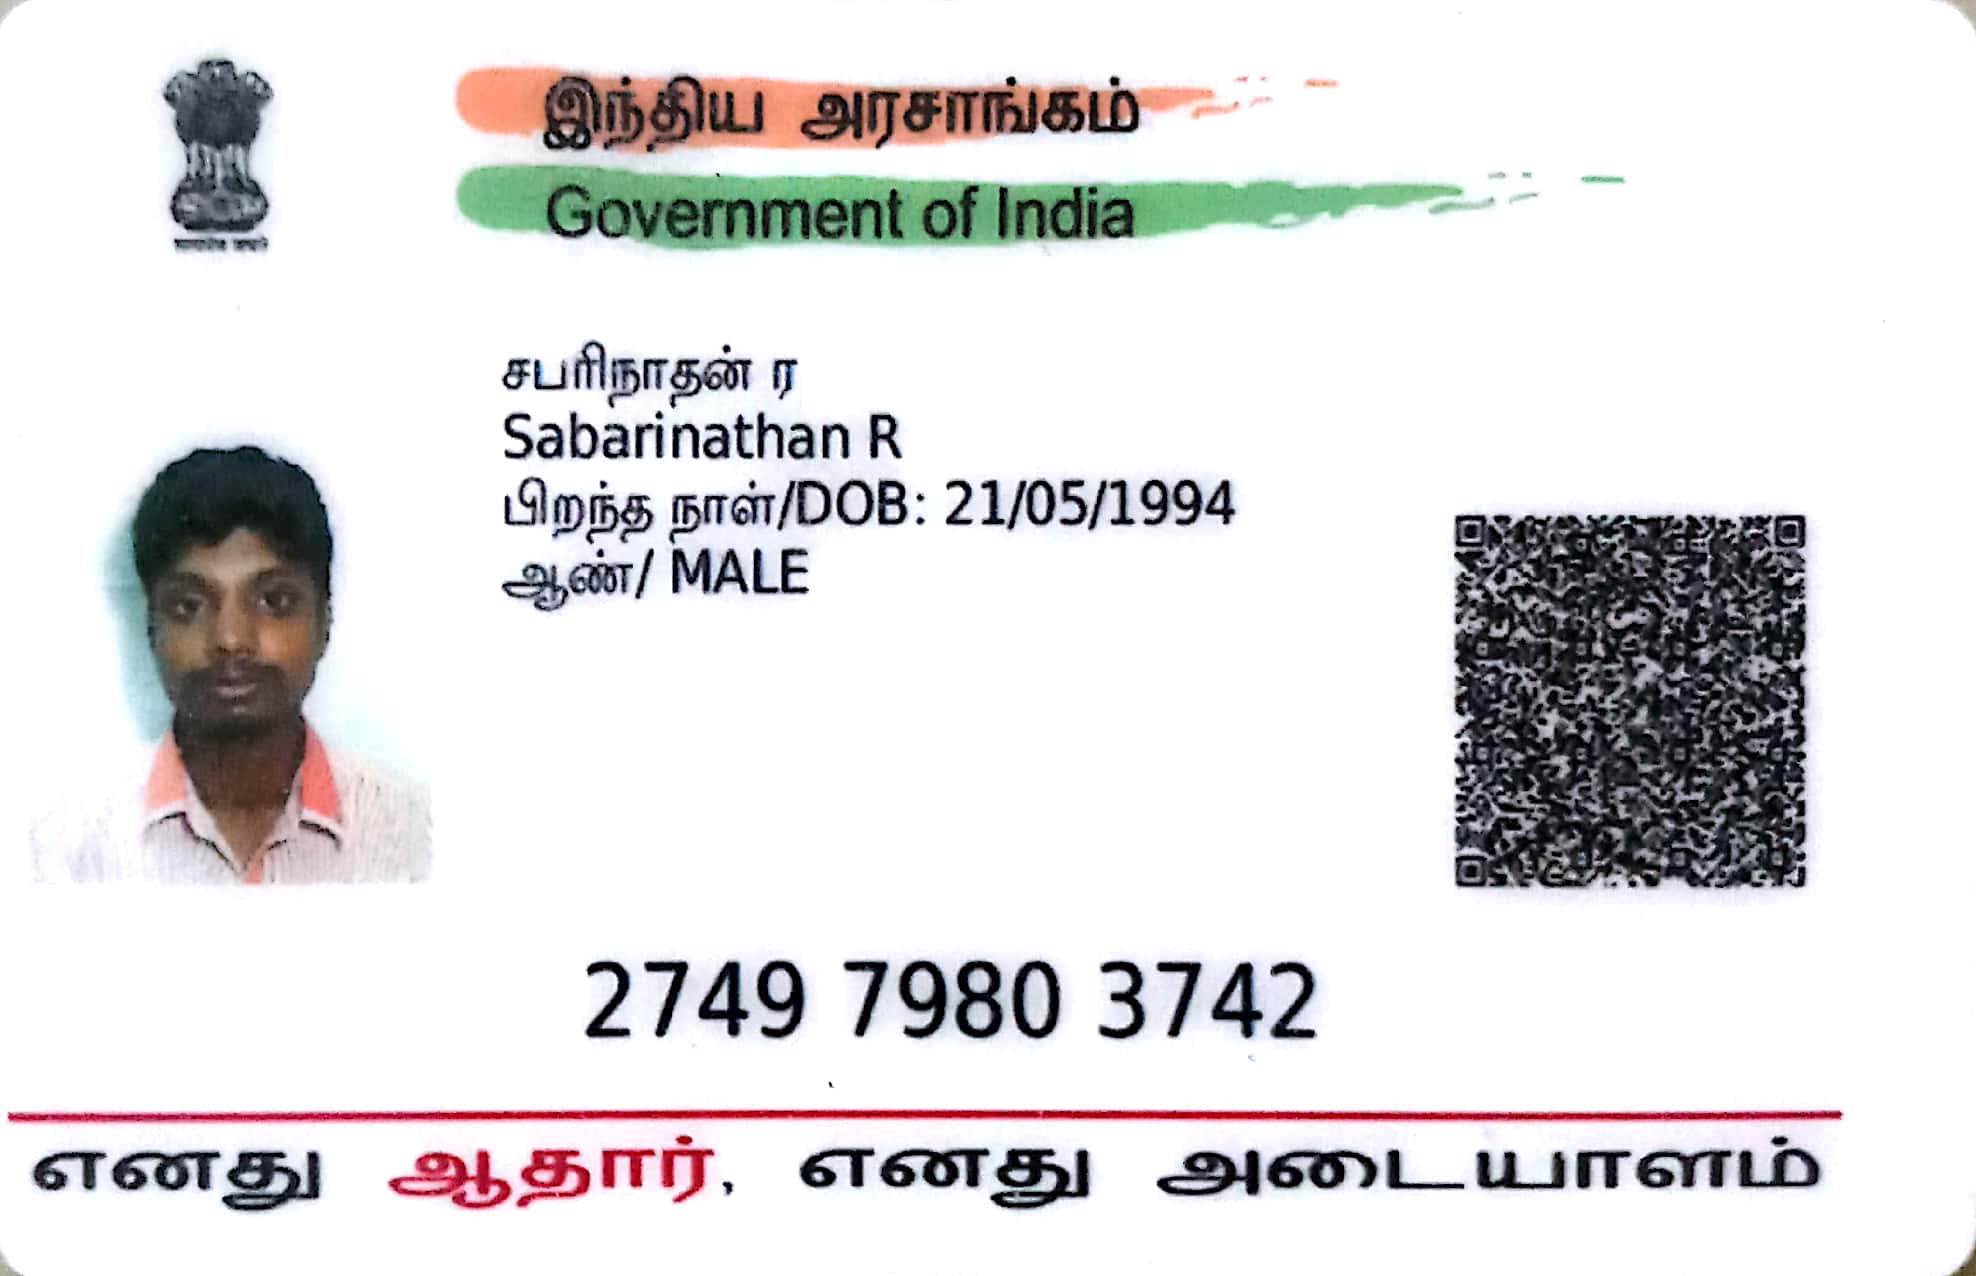 இந்திய அரசாங்கம்
Government of India
சபரிநாதன் ர
Sabarinathan R
பிறந்த நாள்/DOB: 21/05/1994
ஆண்/ MALE
2749 7980 3742
எனது ஆதார், எனது அடையாளம்